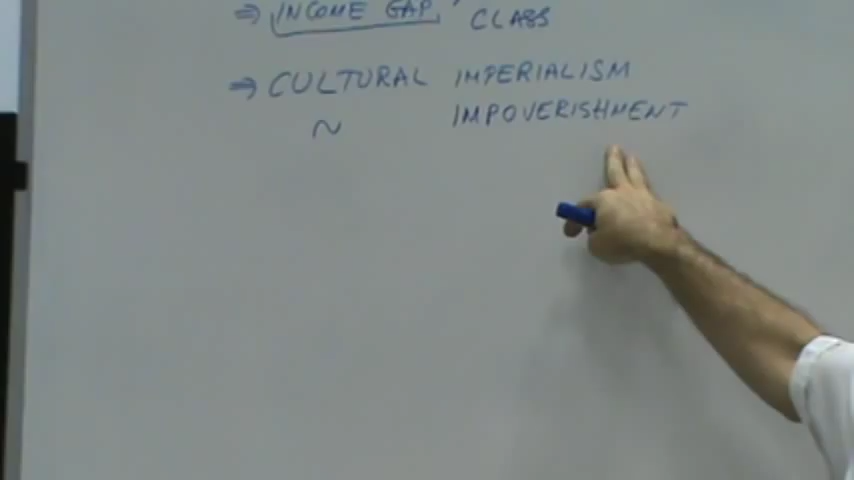 ⇒ INCOME GAP,
CLASS
⇒ CULTURAL IMPERIALISM
~ IMPOVERISHMENT